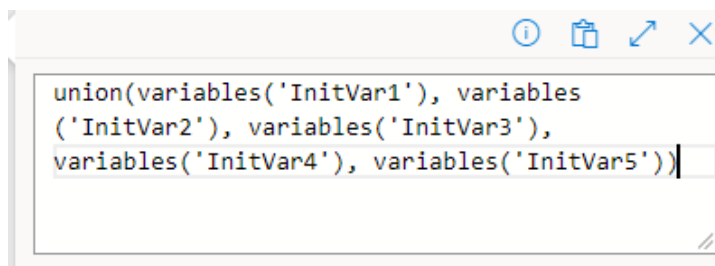 union(variables('InitVar1'), variables
('InitVar2'), variables('InitVar3'),
variables('InitVar4'), variables('InitVar5'))